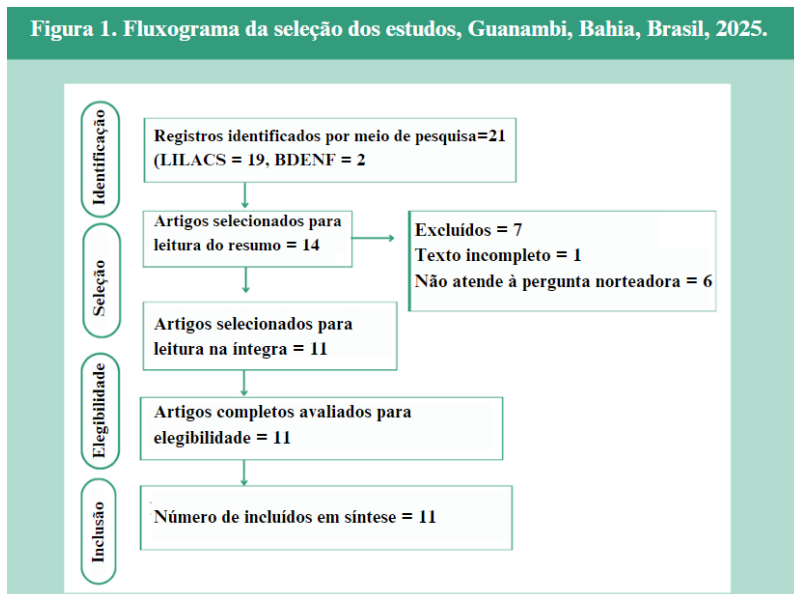 Figura 1. Fluxograma da seleção dos estudos, Guanambi, Bahia, Brasil, 2025.
Identificação
Registros identificados por meio de pesquisa=21
(LILACS = 19, BDENF = 2
Seleção
Artigos selecionados para
leitura do resumo = 14
Excluídos = 7
Texto incompleto = 1
Não atende à pergunta norteadora = 6
Artigos selecionados para
leitura na íntegra = 11
Elegibilidade
Artigos completos avaliados para
elegibilidade = 11
Inclusão
Número de incluídos em síntese = 11